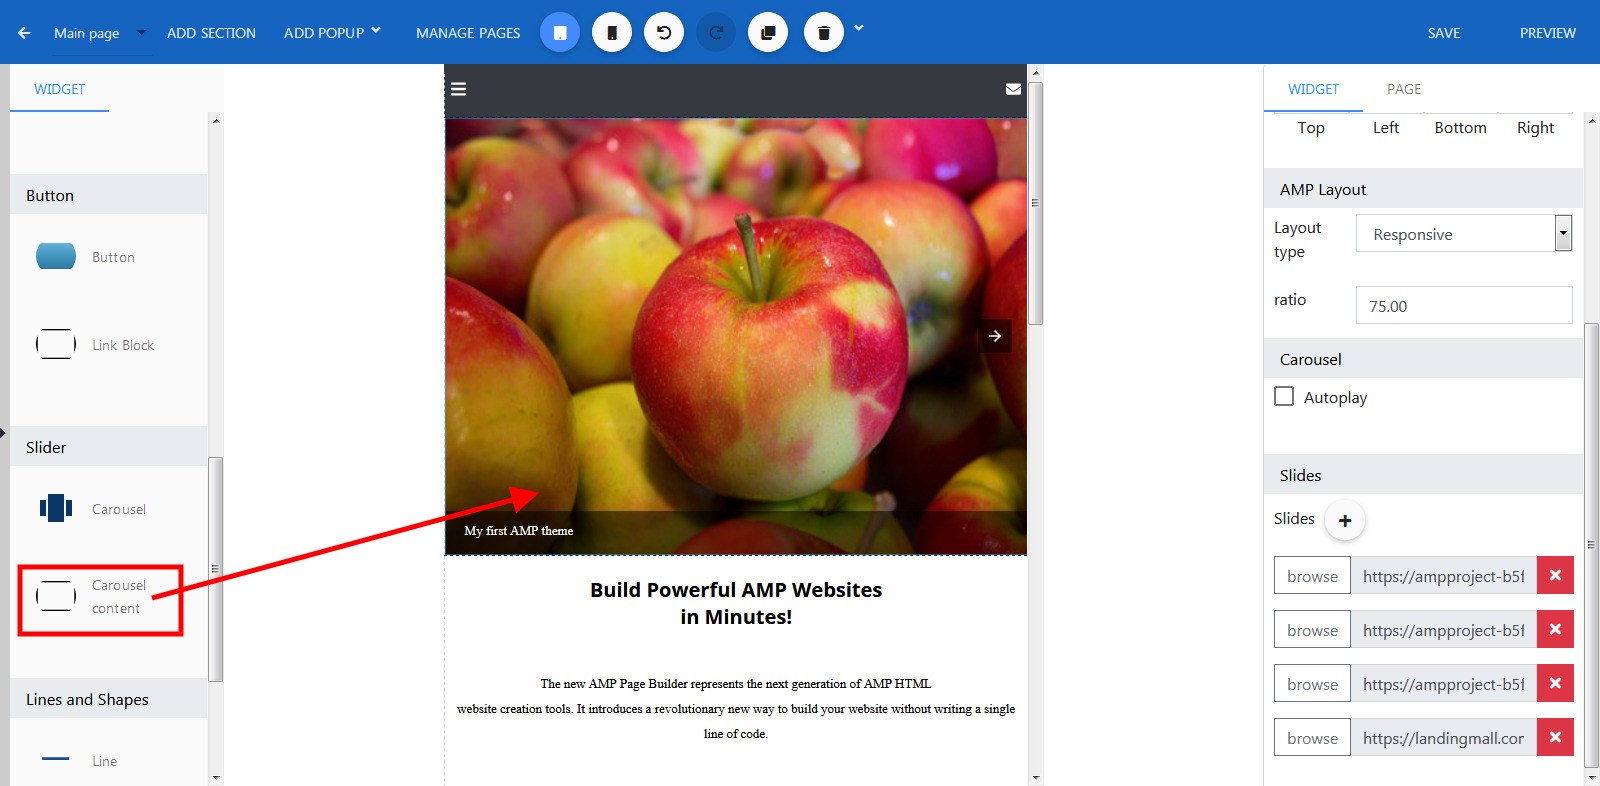 Main page
ADD SECTION
ADD POPUP
MANAGE PAGES
SAVE
PREVIEW
WIDGET
Button
Button
Link Block
Slider
Carousel
Carousel
content
Lines and Shapes
Line
My first AMP theme
Build Powerful AMP Websites
in Minutes!
The new AMP Page Builder represents the next generation of AMP HTML
website creation tools. It introduces a revolutionary new way to build your website without writing a single
line of code.
WIDGET
PAGE
Top Left Bottom Right
AMP Layout
Layout
type
Responsive
ratio
75.00
Carousel
Autoplay
Slides
Slides
browse https://ampproject-b5f
browse https://ampproject-b5f
browse https://ampproject-b5f
browse https://landingmall.con